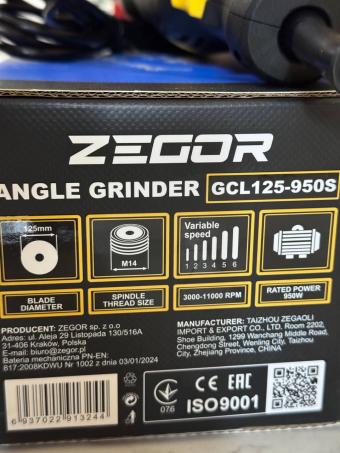 ZEGOR
ANGLE GRINDER GCL125-950S
125mm
M14
Variable speed
1 2 3 4 5 6
BLADE DIAMETER
SPINDLE THREAD SIZE
3000-11000 RPM
RATED POWER 950W
PRODUCENT: ZEGOR sp. z o.o
Adres: ul. Aleja 29 Listopada 130/516A
31-406 Kraków, Polska
E-mail: biuro@zegor.pl
Bateria mechaniczna PN-EN:
617:2008KDWU Nr 1002 z dnia 03/01/2024
MANUFACTURER: TAIZHOU ZEGAOLI
IMPORT & EXPORT CO., LTD. Room 2202,
Shoe Building, 1299 Wanchang Middle Road,
Chengdong Street, Wenling City, Taizhou
City, Zhejiang Province, CHINA
6 937022 913244
076
CE EAC
ISO9001